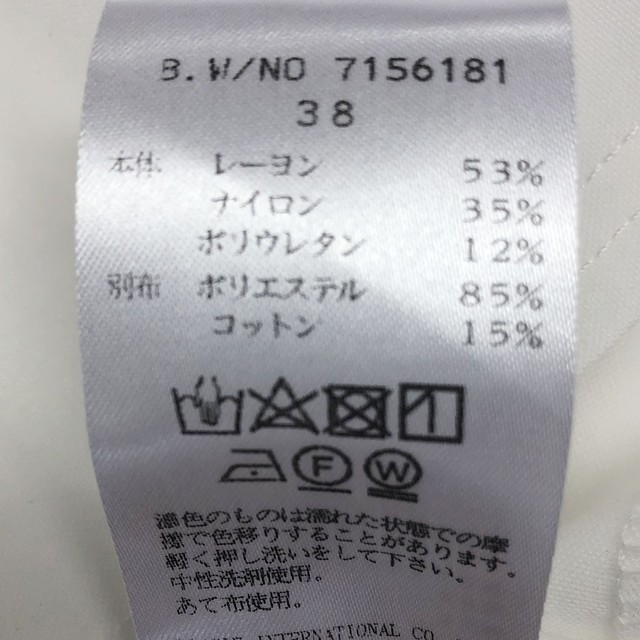 B.W/NO 7156181
38
本体 レーヨン 53%
ナイロン 35%
ポリウレタン 12%
別布 ポリエステル 85%
コットン 15%
F W
濃色のものは濡れた状態での摩
擦で色移りすることがあります。
軽く押し洗いをして下さい。
中性洗剤使用。
あて布使用。
INTERNATIONAL CO